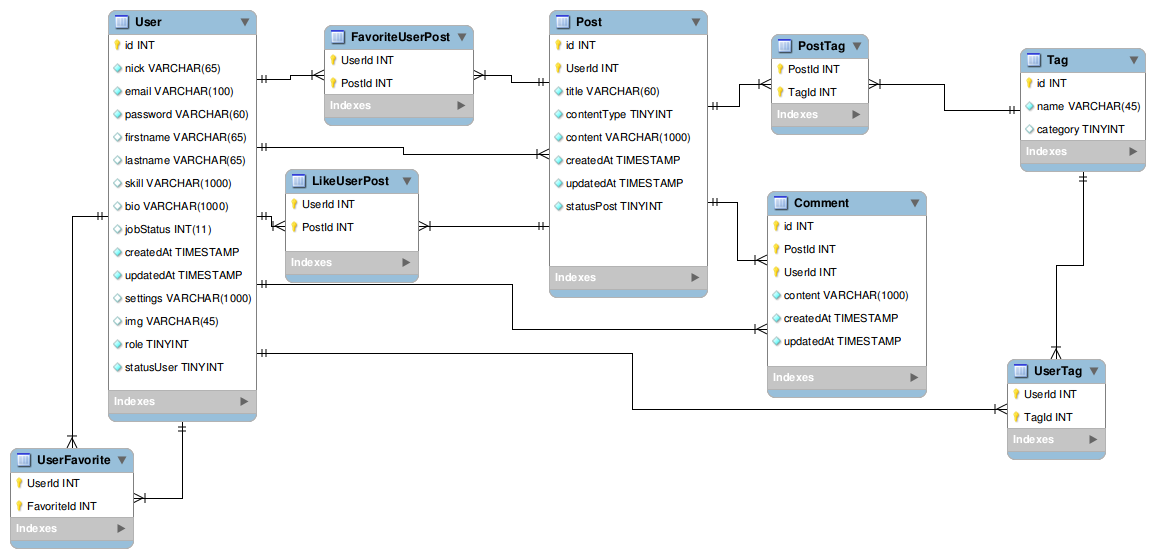 User
id INT
nick VARCHAR(65)
email VARCHAR(100)
password VARCHAR(60)
firstname VARCHAR(65)
lastname VARCHAR(65)
skill VARCHAR(1000)
bio VARCHAR(1000)
jobStatus INT(11)
createdAt TIMESTAMP
updatedAt TIMESTAMP
settings VARCHAR(1000)
img VARCHAR(45)
role TINYINT
statusUser TINYINT
Indexes
FavoriteUserPost
UserId INT
PostId INT
Indexes
LikeUserPost
UserId INT
PostId INT
Indexes
Post
id INT
UserId INT
title VARCHAR(60)
contentType TINYINT
content VARCHAR(1000)
createdAt TIMESTAMP
updatedAt TIMESTAMP
statusPost TINYINT
Indexes
PostTag
PostId INT
TagId INT
Indexes
Tag
id INT
name VARCHAR(45)
category TINYINT
Indexes
Comment
id INT
PostId INT
UserId INT
content VARCHAR(1000)
createdAt TIMESTAMP
updatedAt TIMESTAMP
Indexes
UserTag
UserId INT
TagId INT
Indexes
UserFavorite
UserId INT
FavoriteId INT
Indexes